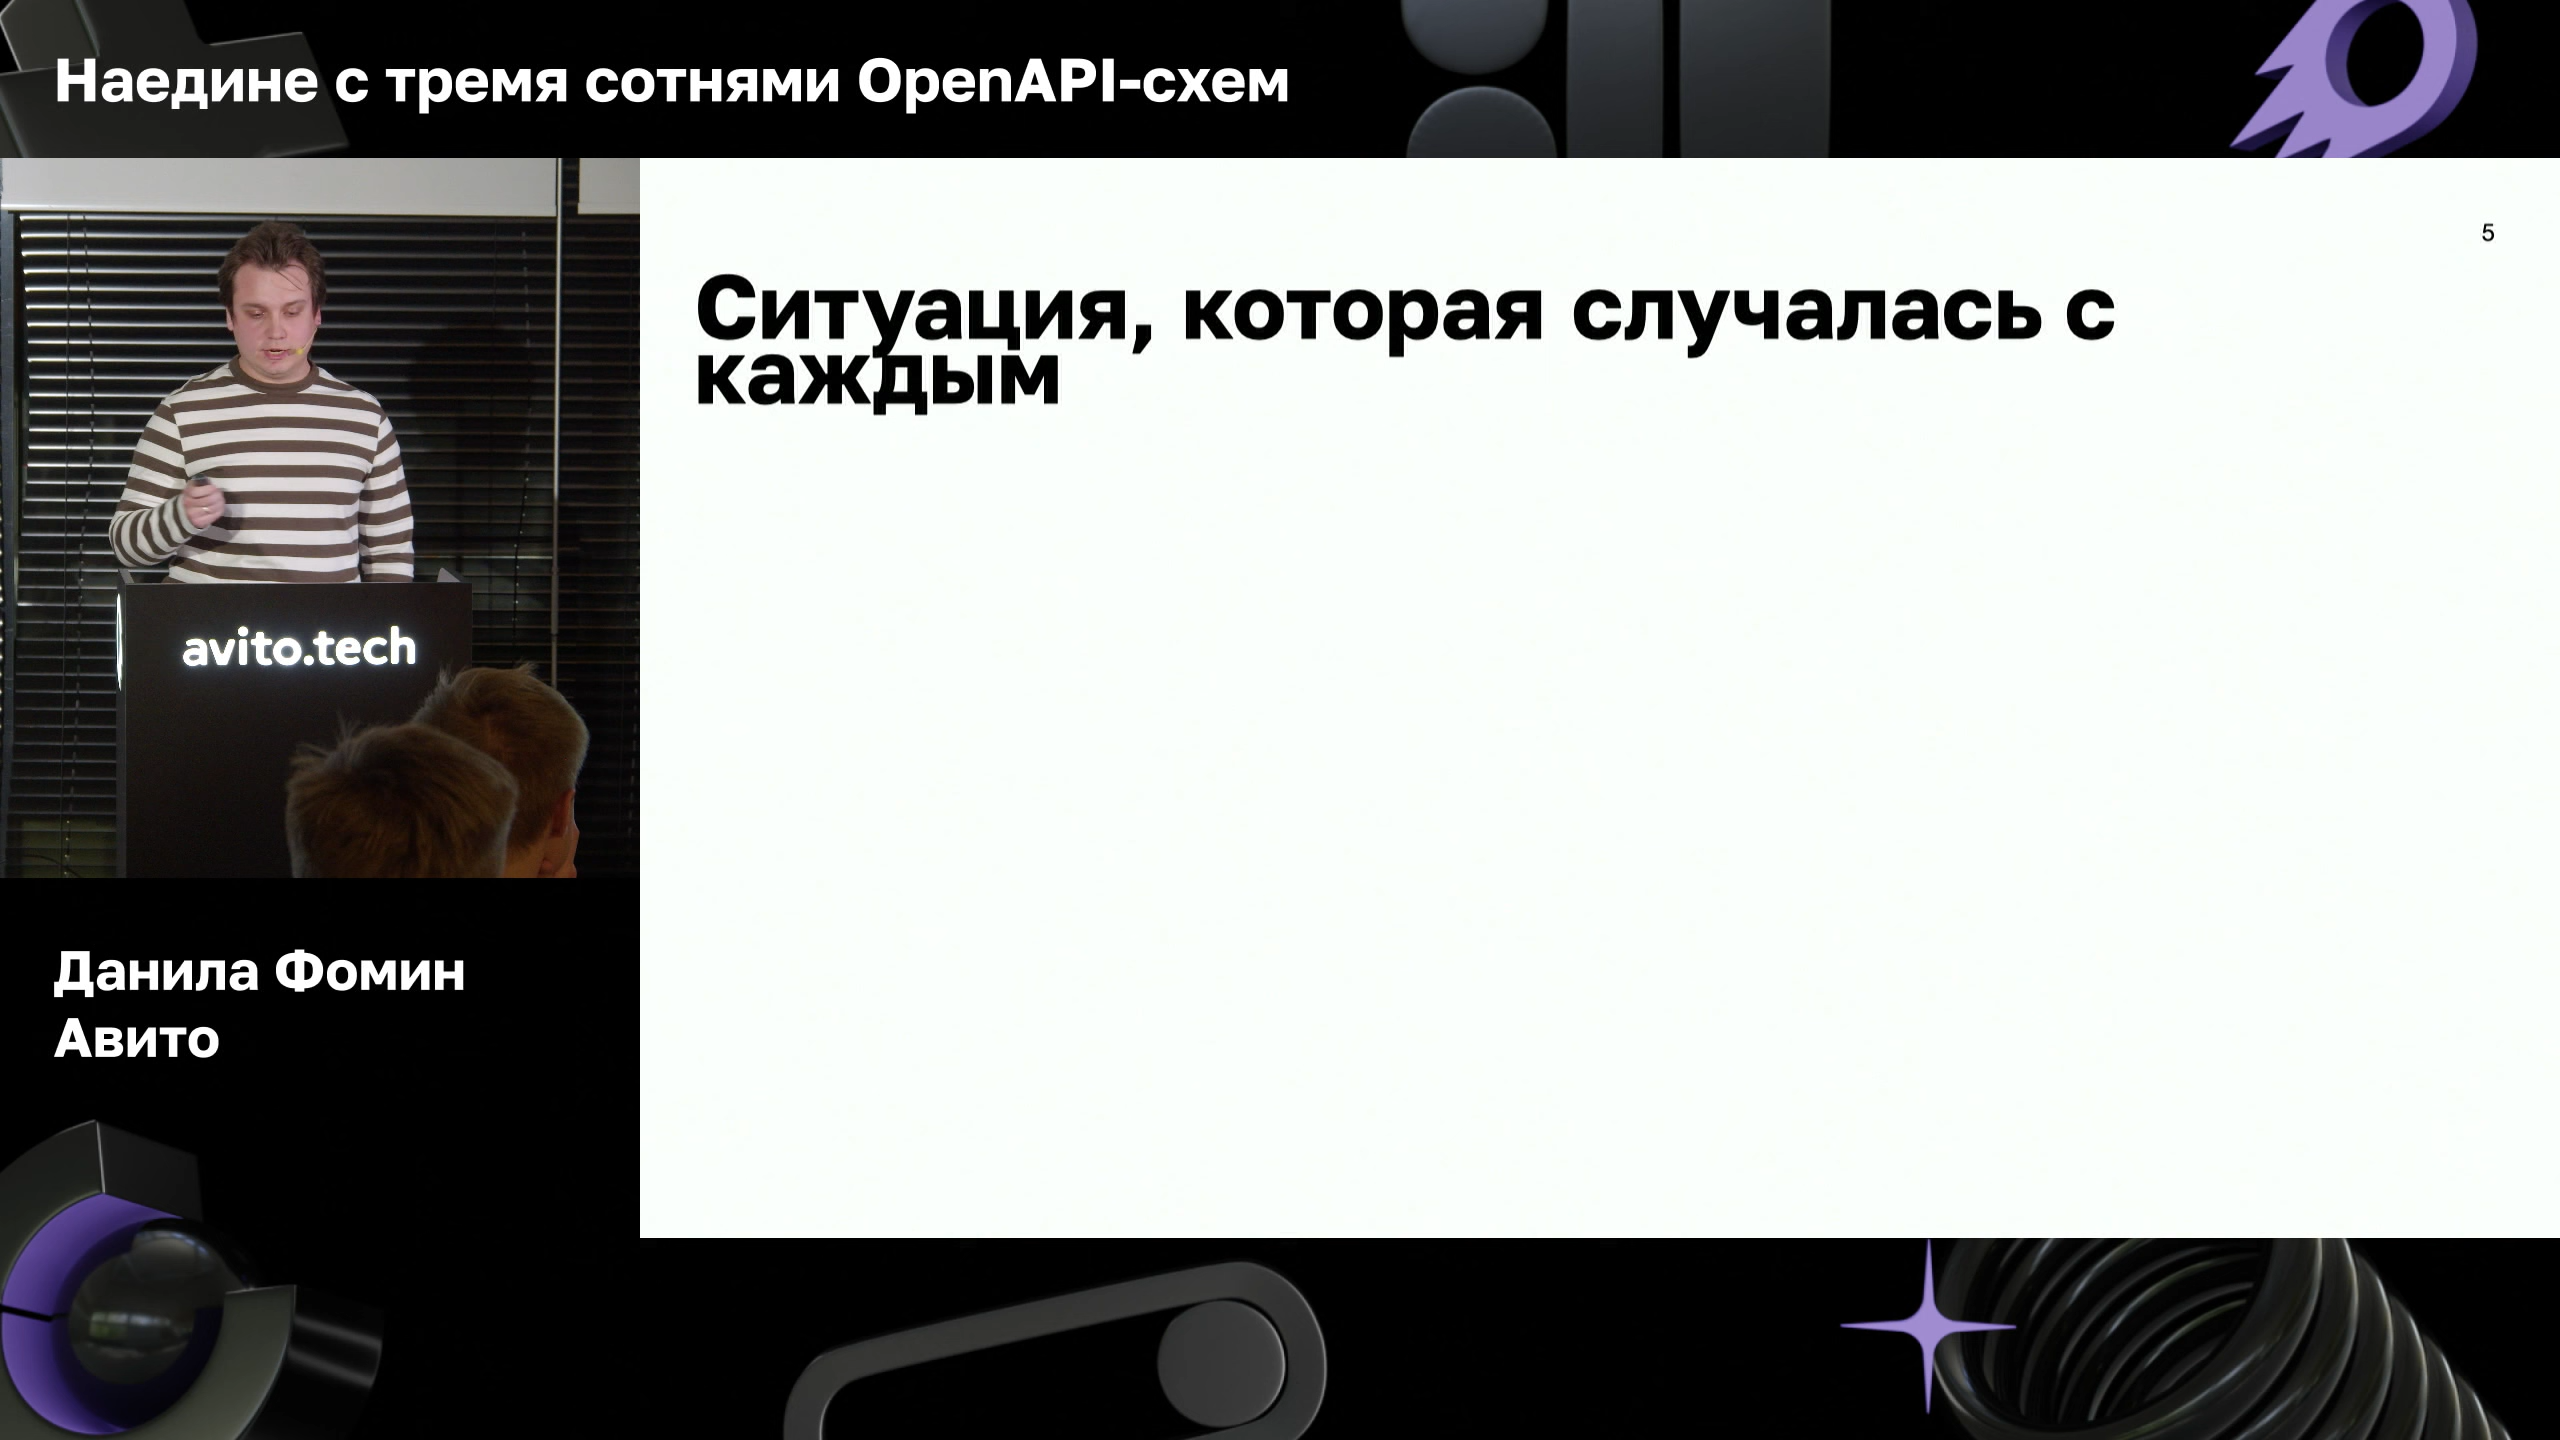 Наедине с тремя сотнями OpenAPI-схем
5
Ситуация, которая случалась с
каждым
avito.tech
Данила Фомин
Авито